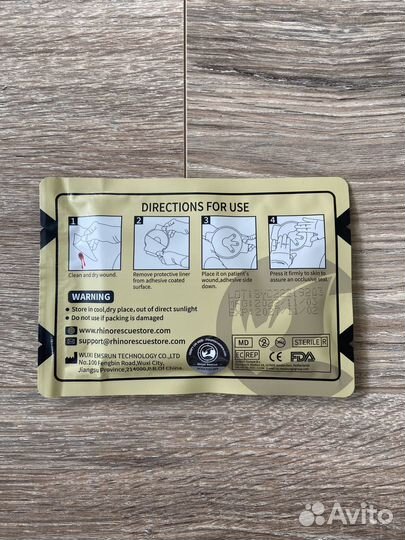 DIRECTIONS FOR USE
1
2
3
4
Clean and dry wound.
Remove protective liner
from adhesive coated
surface.
Place it on patient's
wound,adhesive side
down.
Press it firmly to skin to
assure an occlusive seal.
WARNING
● Store in cool,dry place, out of direct sunlight
● Do not use if packaging is damaged
www.rhinorescuestore.com
support@rhinorescuestore.com
WUXI EMSRUN TECHNOLOGY CO.,LTD
No.100 Fengbin Road,Wuxi City,
Jiangsu Province,214000,P.R.Of China.
MD
STERILE R
EC REP
CE
FDA
Avito